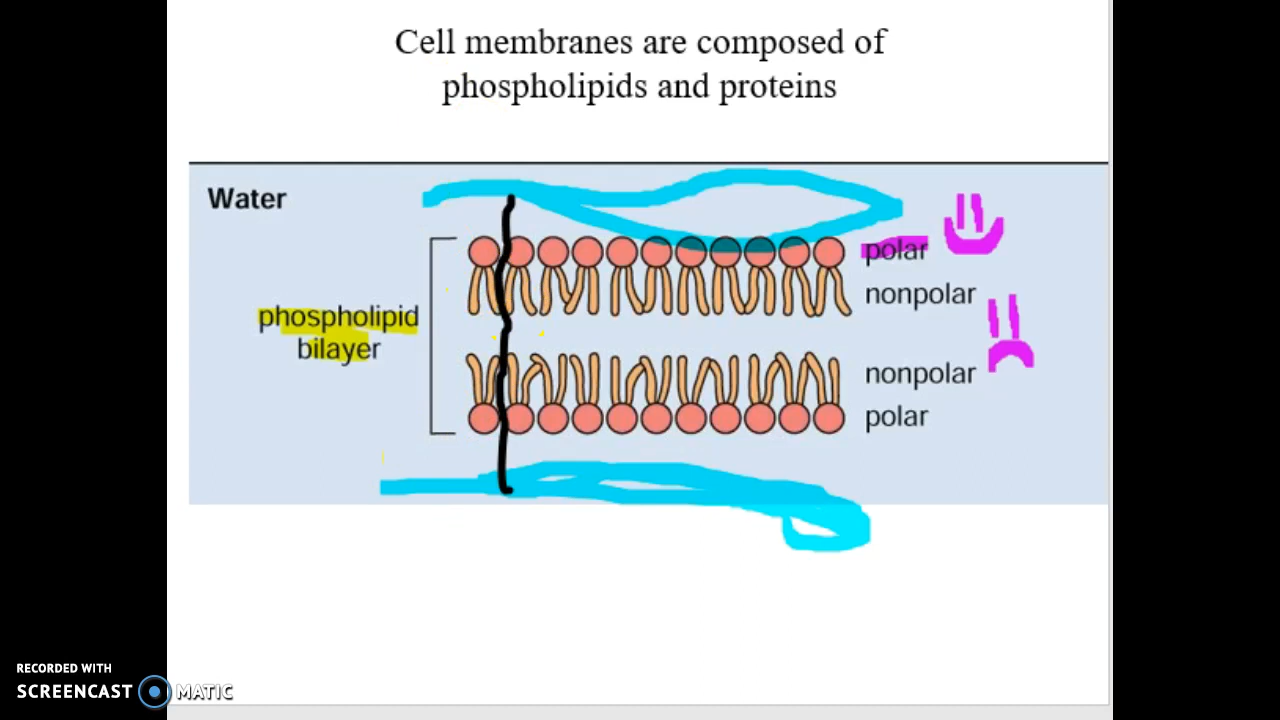 Cell membranes are composed of
phospholipids and proteins
Water
polar
nonpolar
phospholipid
bilayer
nonpolar
polar
RECORDED WITH
SCREENCAST MATIC